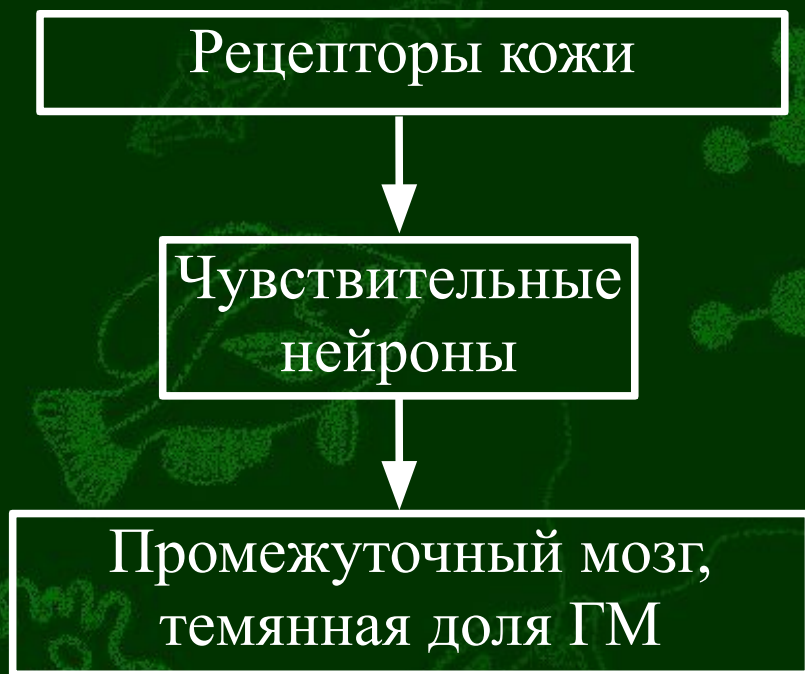 Рецепторы кожи
Чувствительные
нейроны
Промежуточный мозг,
темянная доля ГМ